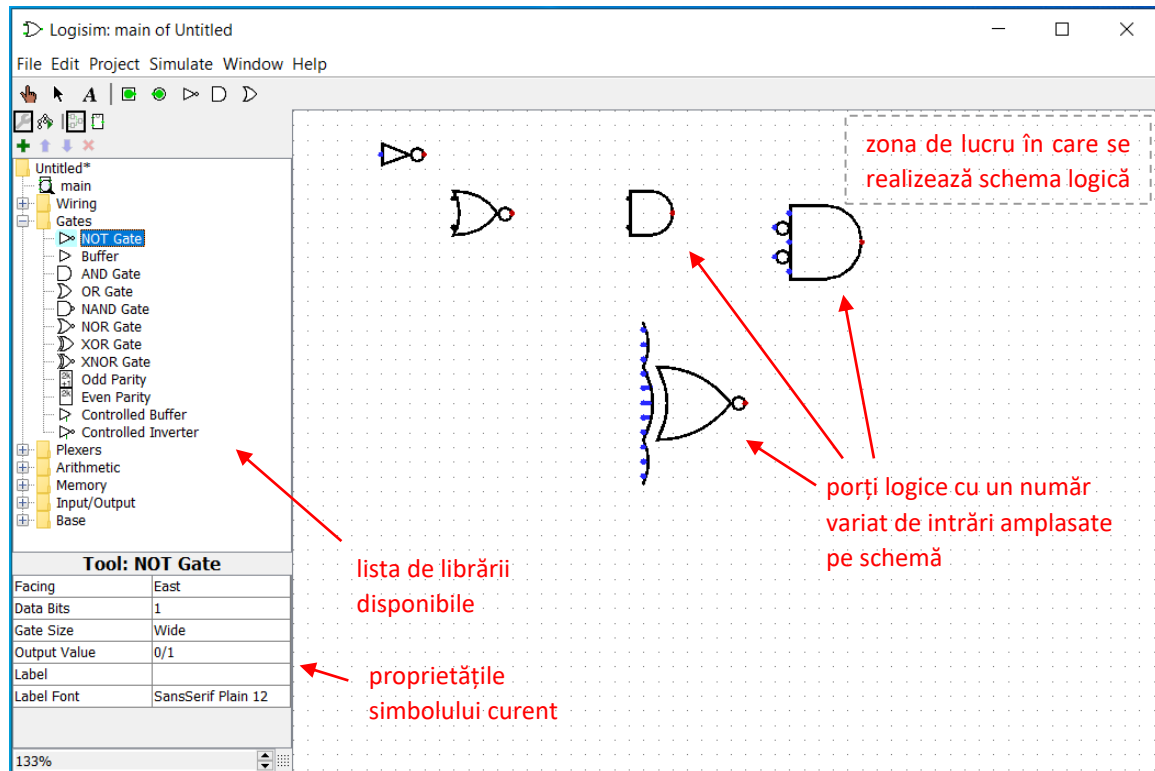 Logisim: main of Untitled
File Edit Project Simulate Window Help
A
Untitled*
main
Wiring
Gates
NOT Gate
Buffer
AND Gate
OR Gate
NAND Gate
NOR Gate
XOR Gate
XNOR Gate
Odd Parity
Even Parity
Controlled Buffer
Controlled Inverter
Plexers
Arithmetic
Memory
Input/Output
Base
Tool: NOT Gate
Facing East
Data Bits 1
Gate Size Wide
Output Value 0/1
Label
Label Font SansSerif Plain 12
133%
zona de lucru în care se
realizează schema logică
porți logice cu un număr
variat de intrări amplasate
pe schemă
lista de librării
disponibile
proprietățile
simbolului curent